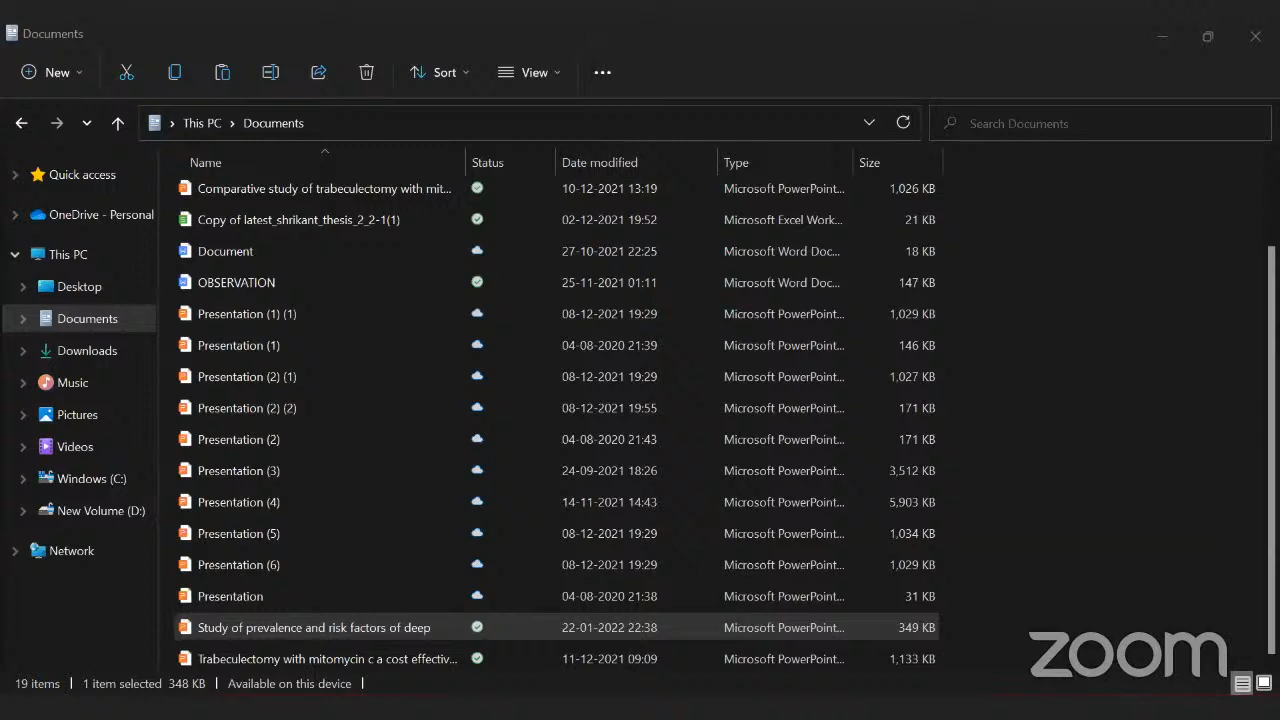 Documents
New Sort View
This PC Documents Search Documents
Name Status Date modified Type Size
Quick access
OneDrive - Personal
This PC
Desktop
Documents
Downloads
Music
Pictures
Videos
Windows (C:)
New Volume (D:)
Network
Comparative study of trabeculectomy with mit... 10-12-2021 13:19 Microsoft PowerPoint... 1,026 KB
Copy of latest_shrikant_thesis_2_2-1(1) 02-12-2021 19:52 Microsoft Excel Work... 21 KB
Document 27-10-2021 22:25 Microsoft Word Doc... 18 KB
OBSERVATION 25-11-2021 01:11 Microsoft Word Doc... 147 KB
Presentation (1) (1) 08-12-2021 19:29 Microsoft PowerPoint... 1,029 KB
Presentation (1) 04-08-2020 21:39 Microsoft PowerPoint... 146 KB
Presentation (2) (1) 08-12-2021 19:29 Microsoft PowerPoint... 1,027 KB
Presentation (2) (2) 08-12-2021 19:55 Microsoft PowerPoint... 171 KB
Presentation (2) 04-08-2020 21:43 Microsoft PowerPoint... 171 KB
Presentation (3) 24-09-2021 18:26 Microsoft PowerPoint... 3,512 KB
Presentation (4) 14-11-2021 14:43 Microsoft PowerPoint... 5,903 KB
Presentation (5) 08-12-2021 19:29 Microsoft PowerPoint... 1,034 KB
Presentation (6) 08-12-2021 19:29 Microsoft PowerPoint... 1,029 KB
Presentation 04-08-2020 21:38 Microsoft PowerPoint... 31 KB
Study of prevalence and risk factors of deep 22-01-2022 22:38 Microsoft PowerPoint... 349 KB
Trabeculectomy with mitomycin c a cost effectiv... 11-12-2021 09:09 Microsoft PowerPoint... 1,133 KB
zoom
19 items 1 item selected 348 KB Available on this device